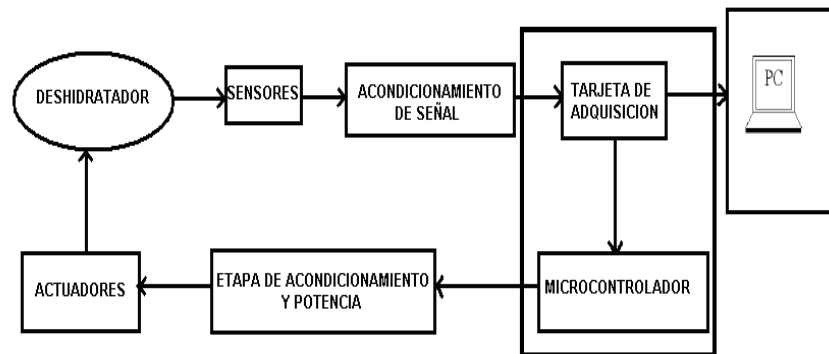 DESHIDRATADOR
SENSORES
ACONDICIONAMIENTO
DE SEÑAL
TARJETA DE
ADQUISICION
PC
ACTUADORES
ETAPA DE ACONDICIONAMIENTO
Y POTENCIA
MICROCONTROLADOR